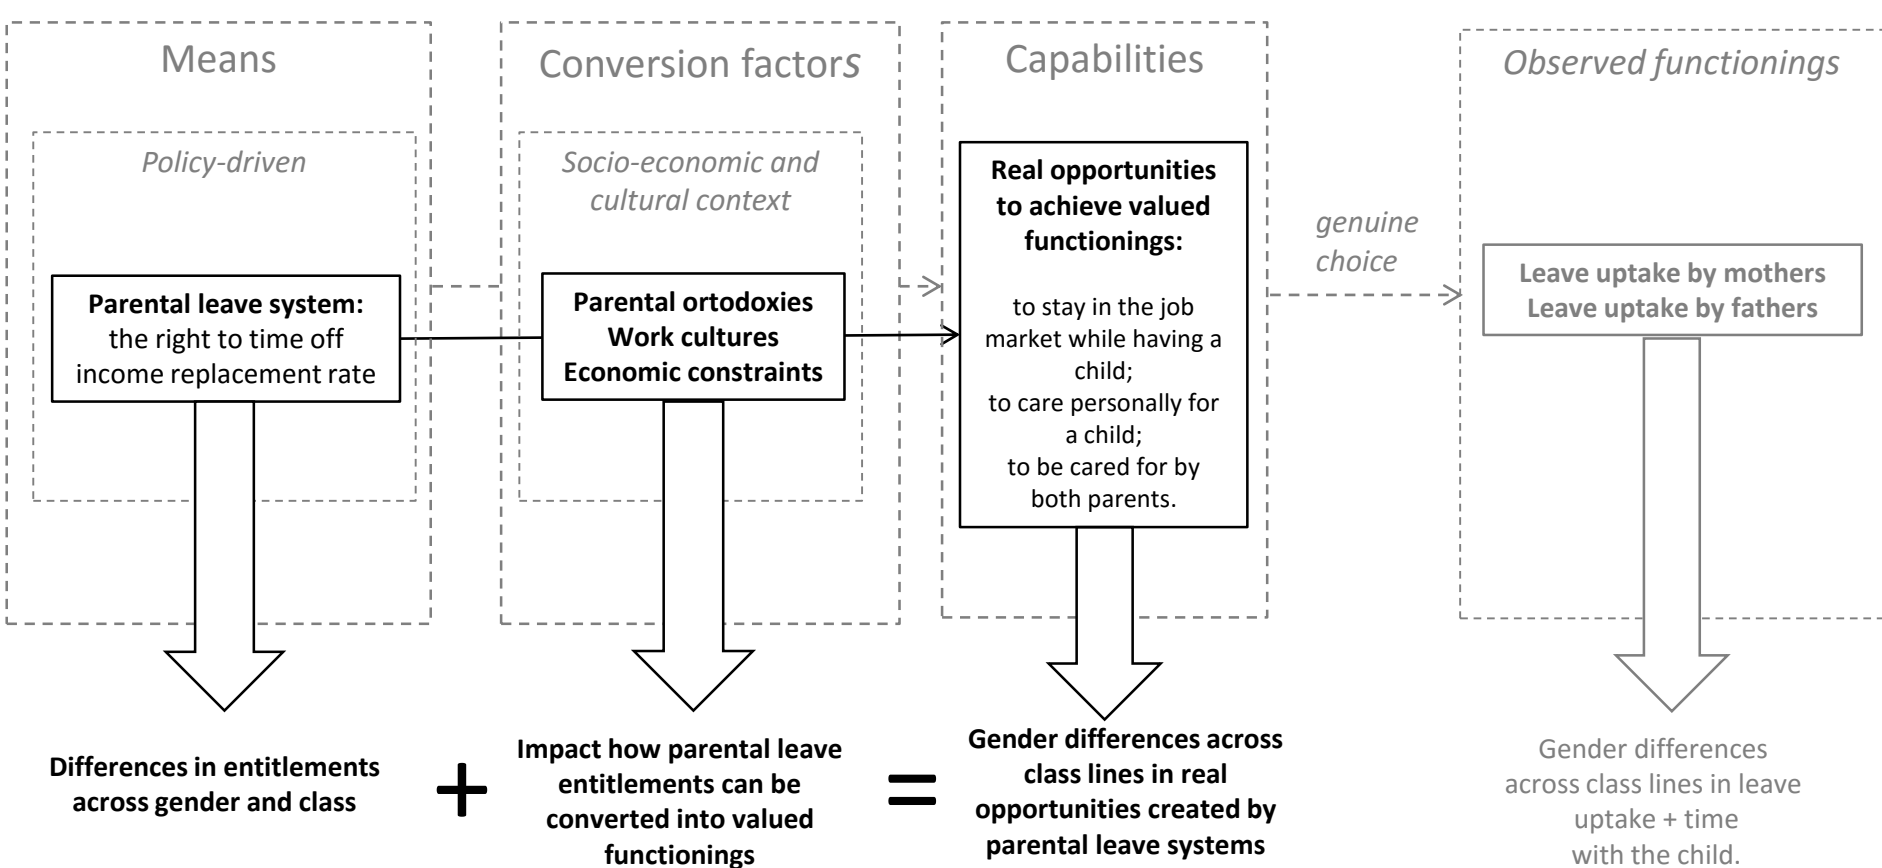 Means
Policy-driven
Parental leave system:
the right to time off
income replacement rate
Differences in entitlements
across gender and class
+
Conversion factors
Socio-economic and
cultural context
Parental ortodoxies
Work cultures
Economic constraints
Impact how parental leave
entitlements can be
converted into valued
functionings
=
Capabilities
Real opportunities
to achieve valued
functionings:
to stay in the job
market while having a
child;
to care personally for
a child;
to be cared for by
both parents.
Gender differences across
class lines in real
opportunities created by
parental leave systems
genuine
choice
Observed functionings
Leave uptake by mothers
Leave uptake by fathers
Gender differences
across class lines in leave
uptake + time
with the child.